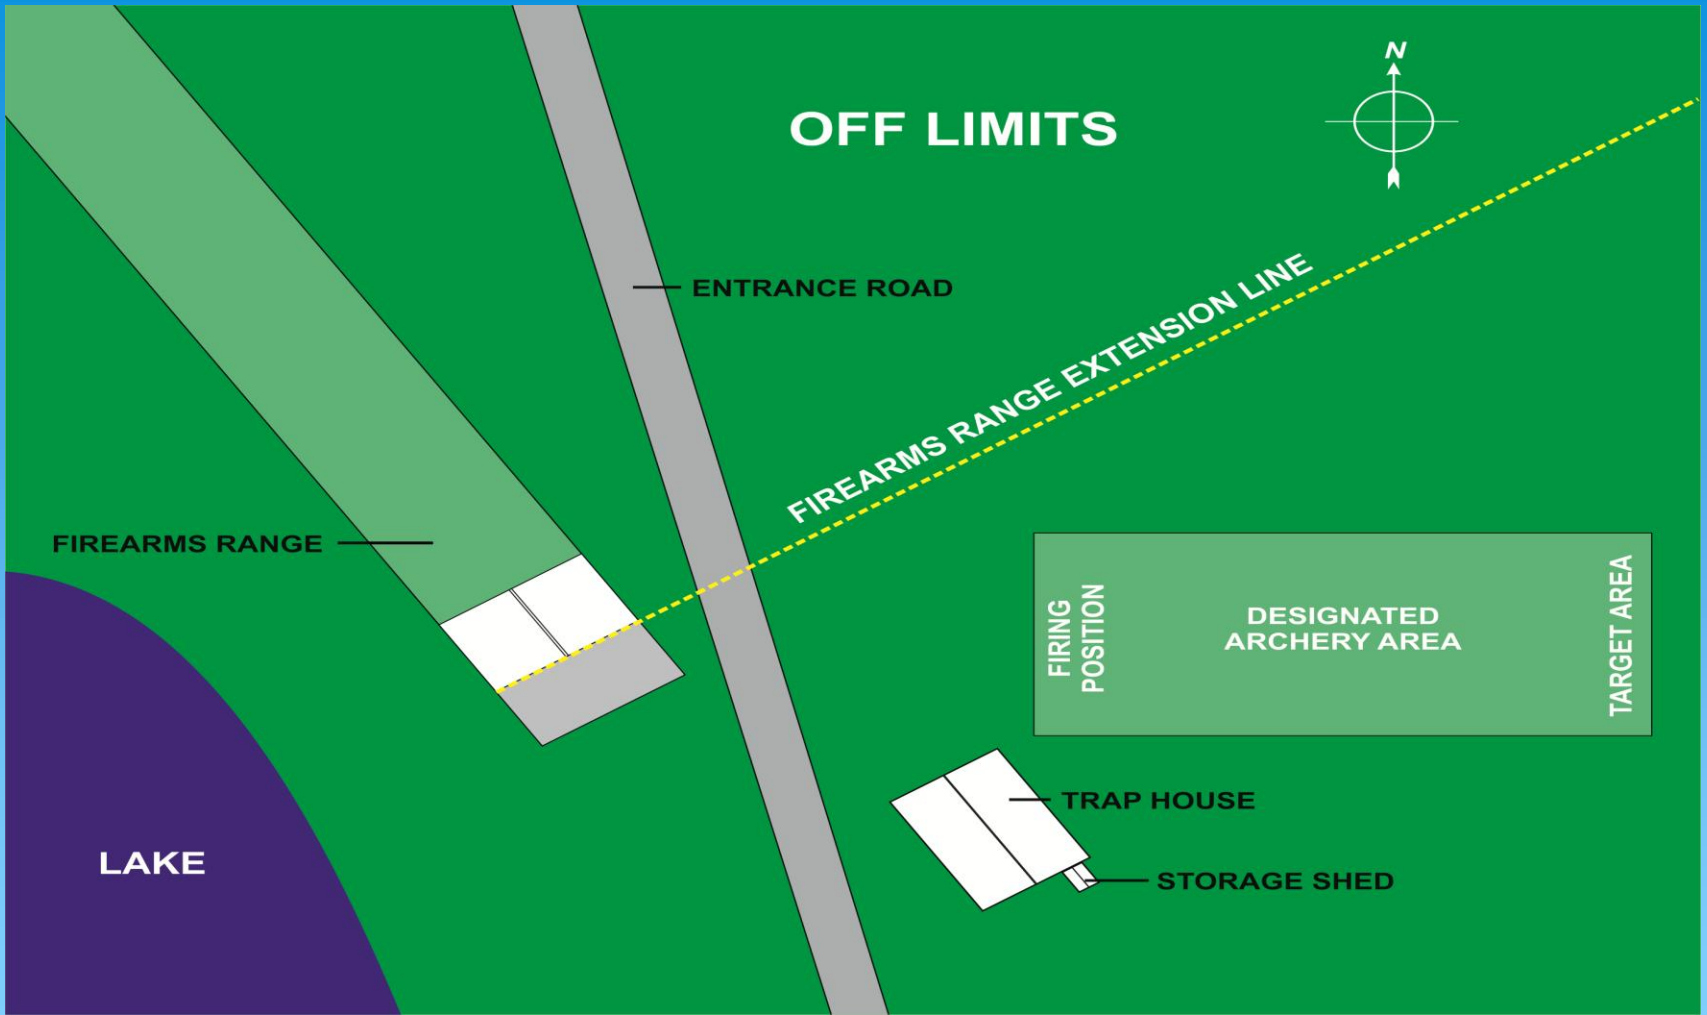 N
OFF LIMITS
ENTRANCE ROAD
FIREARMS RANGE EXTENSION LINE
FIREARMS RANGE
FIRING
POSITION
DESIGNATED
ARCHERY AREA
TARGET AREA
TRAP HOUSE
LAKE
STORAGE SHED